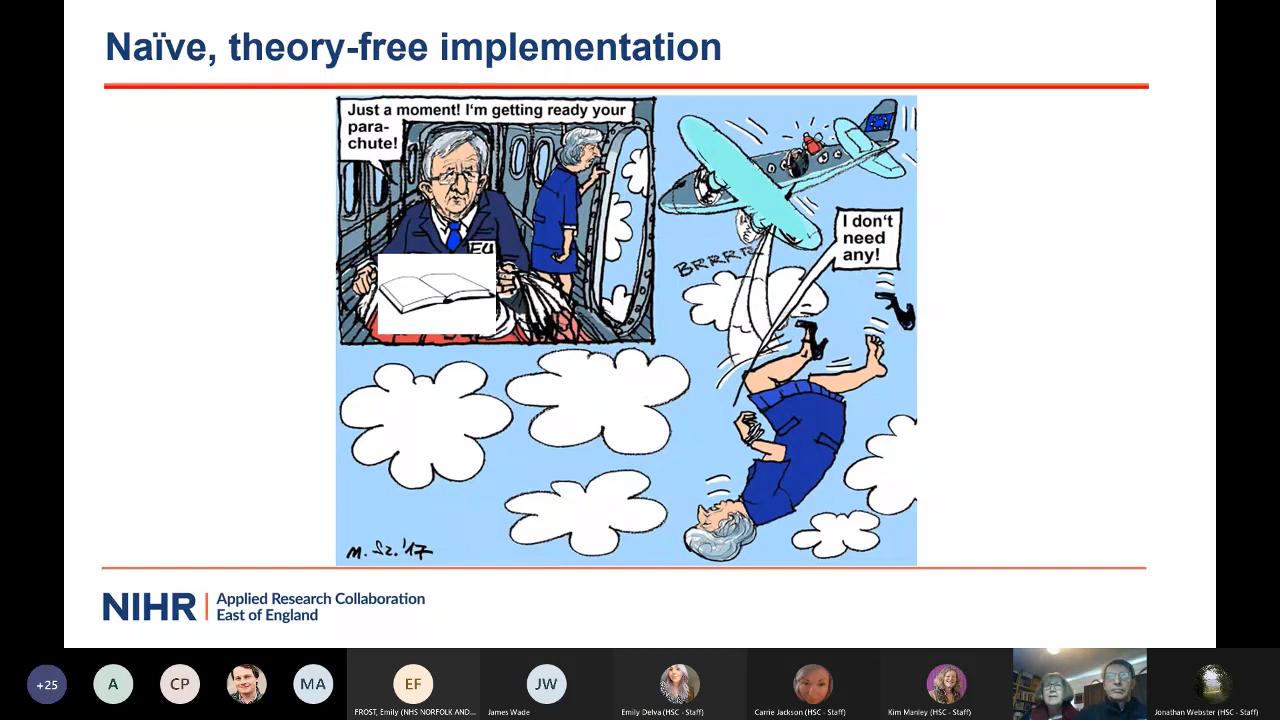 Naïve, theory-free implementation
Just a moment! I'm getting ready your
para-
chute!
EU
BRRRR
I don't
need
any!
M. Sz. '17
NIHR
Applied Research Collaboration
East of England
+25
A
CP
MA
EF
JW
FROST, Emily (NHS NORFOLK AND...
James Wade
Emily Delva (HSC - Staff)
Carrie Jackson (HSC - Staff)
Kim Manley (HSC - Staff)
Jonathan Webster (HSC - Staff)